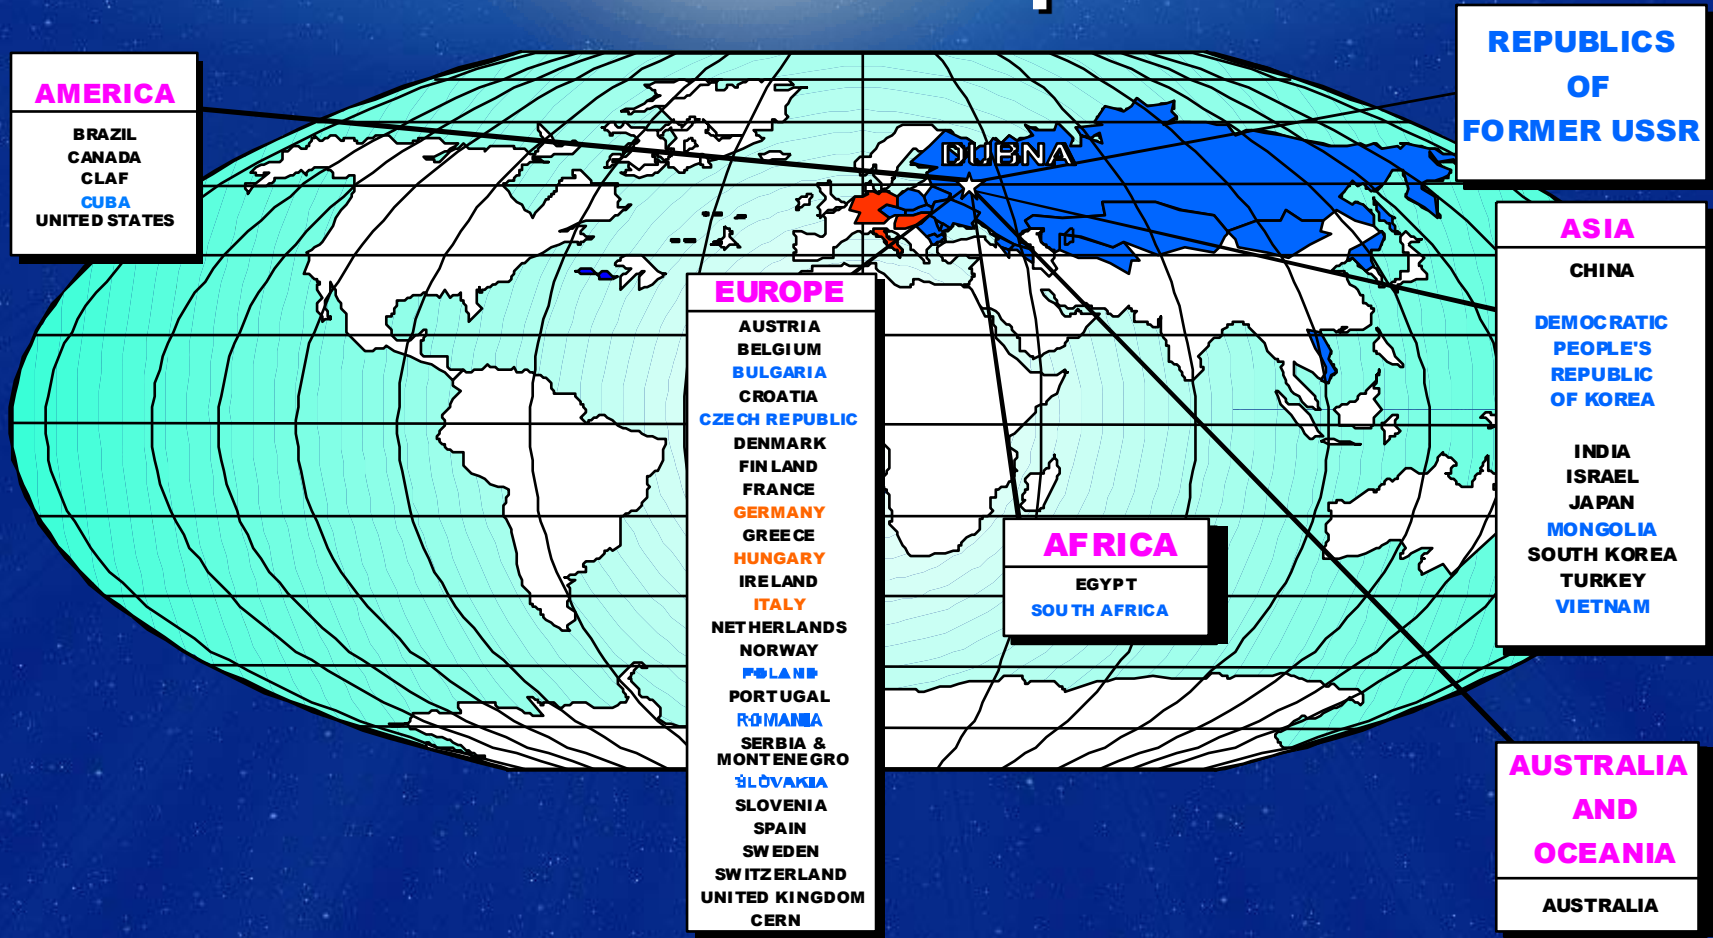 AMERICA
BRAZIL
CANADA
CLAF
CUBA
UNITED STATES
DUBNA
REPUBLICS
OF
FORMER USSR
EUROPE
AUSTRIA
BELGIUM
BULGARIA
CROATIA
CZECH REPUBLIC
DENMARK
FINLAND
FRANCE
GERMANY
GREECE
HUNGARY
IRELAND
ITALY
NETHERLANDS
NORWAY
POLAND
PORTUGAL
ROMANIA
SERBIA &
MONTENEGRO
SLOVAKIA
SLOVENIA
SPAIN
SWEDEN
SWITZERLAND
UNITED KINGDOM
CERN
AFRICA
EGYPT
SOUTH AFRICA
ASIA
CHINA
DEMOCRATIC
PEOPLE'S
REPUBLIC
OF KOREA
INDIA
ISRAEL
JAPAN
MONGOLIA
SOUTH KOREA
TURKEY
VIETNAM
AUSTRALIA
AND
OCEANIA
AUSTRALIA